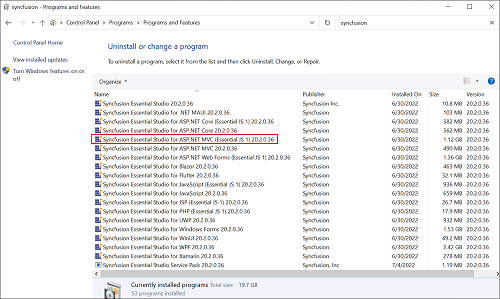 Programs and Features
Control Panel > Programs > Programs and Features
syncfusion
Control Panel Home
View installed updates
Turn Windows features on or off
Uninstall or change a program
To uninstall a program, select it from the list and then click Uninstall, Change, or Repair.
Organize
Name Publisher Installed On Size Version
Syncfusion Essential Studio 20.2.0.36 Syncfusion Inc. 6/30/2022 10.8 MB 20.2.0.36
Syncfusion Essential Studio for .NET MAUI 20.2.0.36 Syncfusion 6/30/2022 103 MB 20.2.0.36
Syncfusion Essential Studio for ASP.NET Core (Essential JS 1) 20.2.0.36 Syncfusion 6/30/2022 582 MB 20.2.0.36
Syncfusion Essential Studio for ASP.NET Core 20.2.0.36 Syncfusion 6/30/2022 562 MB 20.2.0.36
Syncfusion Essential Studio for ASP.NET MVC (Essential JS 1) 20.2.0.36 Syncfusion 6/30/2022 1.12 GB 20.2.0.36
Syncfusion Essential Studio for ASP.NET MVC 20.2.0.36 Syncfusion 6/30/2022 490 MB 20.2.0.36
Syncfusion Essential Studio for ASP.NET Web Forms (Essential JS 1) 20.2.0.36 Syncfusion 6/30/2022 1.36 GB 20.2.0.36
Syncfusion Essential Studio for Blazor 20.2.0.36 Syncfusion 6/30/2022 463 MB 20.2.0.36
Syncfusion Essential Studio for Flutter 20.2.0.36 Syncfusion 6/30/2022 32.1 MB 20.2.0.36
Syncfusion Essential Studio for JavaScript (Essential JS 1) 20.2.0.36 Syncfusion 6/30/2022 936 MB 20.2.0.36
Syncfusion Essential Studio for JavaScript 20.2.0.36 Syncfusion 6/30/2022 659 MB 20.2.0.36
Syncfusion Essential Studio for JSP (Essential JS 1) 20.2.0.36 Syncfusion 6/30/2022 26.7 MB 20.2.0.36
Syncfusion Essential Studio for PHP (Essential JS 1) 20.2.0.36 Syncfusion 6/30/2022 17.9 MB 20.2.0.36
Syncfusion Essential Studio for UWP 20.2.0.36 Syncfusion 6/30/2022 932 MB 20.2.0.36
Syncfusion Essential Studio for Windows Forms 20.2.0.36 Syncfusion 6/30/2022 1.53 GB 20.2.0.36
Syncfusion Essential Studio for WinUI 20.2.0.36 Syncfusion 6/30/2022 49.2 MB 20.2.0.36
Syncfusion Essential Studio for WPF 20.2.0.36 Syncfusion 6/30/2022 2.42 GB 20.2.0.36
Syncfusion Essential Studio for Xamarin 20.2.0.36 Syncfusion 6/30/2022 278 MB 20.2.0.36
Syncfusion Essential Studio Service Pack 20.2.0.36 Syncfusion, Inc 7/4/2022 1.19 MB 20.2.0.36
Currently installed programs Total size: 19.7 GB
53 programs installed